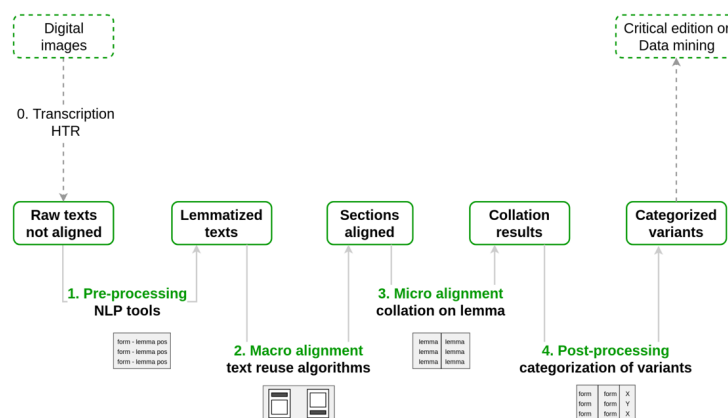 Digital
images
Critical edition or
Data mining
0. Transcription
HTR
Raw texts
not aligned
Lemmatized
texts
Sections
aligned
Collation
results
Categorized
variants
1. Pre-processing
NLP tools
form - lemma pos
form - lemma pos
form - lemma pos
2. Macro alignment
text reuse algorithms
3. Micro alignment
collation on lemma
lemma lemma
lemma lemma
lemma lemma
4. Post-processing
categorization of variants
form form X
form form Y
form form X